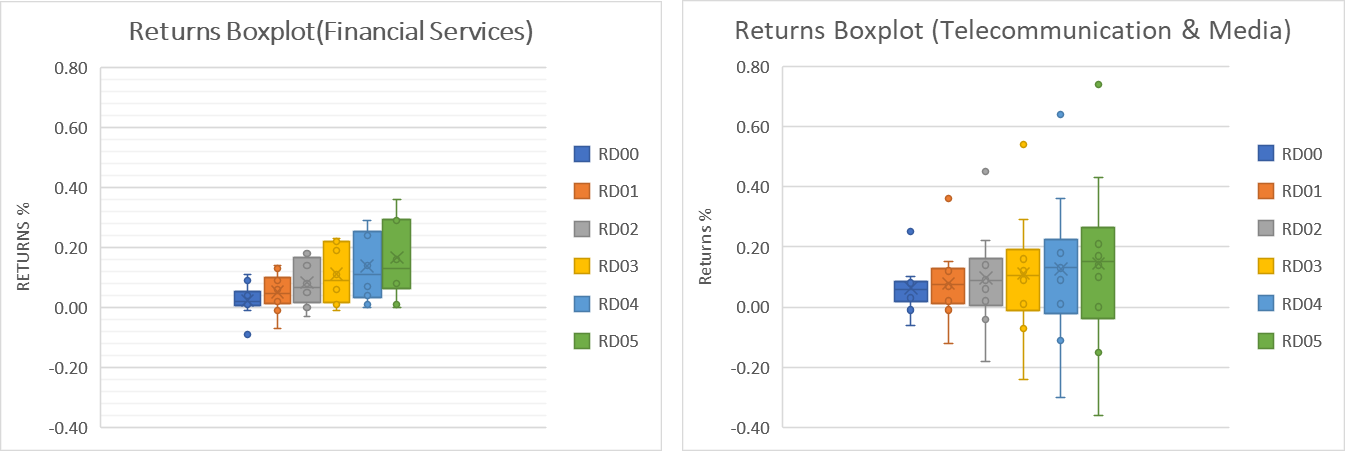 Returns Boxplot(Financial Services)
0.80
0.60
0.40
0.20
0.00
-0.20
-0.40
RETURNS %
RD00
RD01
RD02
RD03
RD04
RD05
Returns Boxplot (Telecommunication & Media)
0.80
0.60
0.40
0.20
0.00
-0.20
-0.40
Returns %
RD00
RD01
RD02
RD03
RD04
RD05